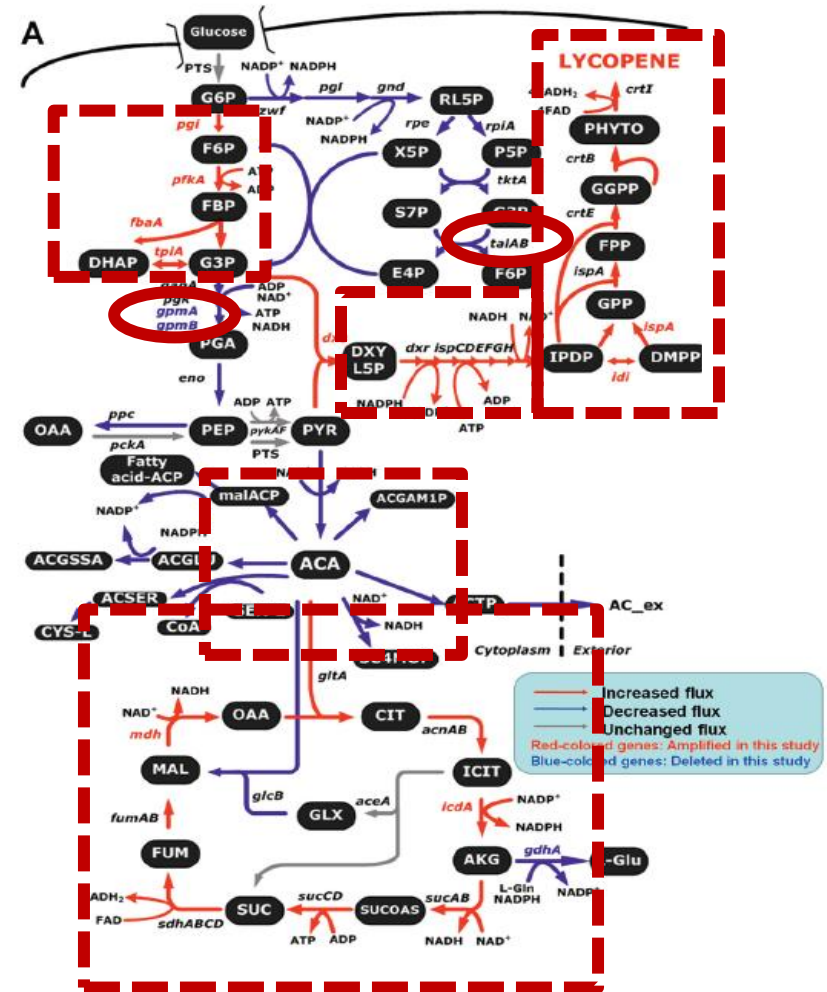 A
Glucose
PTS
NADP⁺ NADPH
G6P
zwf
pgl
gnd
NADP⁺
NADPH
RL5P
rpe
rpiA
pgi
F6P
pfkA
FBP
fbaA
DHAP
tpiA
G3P
X5P
P5P
tktA
S7P
talAB
E4P
F6P
LYCOPENE
crtI
4FAD
PHYTO
crtB
GGPP
crtE
FPP
ispA
GPP
ispA
IPDP
idi
DMPP
ADP
NAD⁺
gpmA
gpmB
ATP
NADH
PGA
eno
NADH
NAD⁺
DXY
L5P
dxr ispCDEFGH
NADPH
ADP
ATP
OAA
ppc
pckA
PEP
ADP ATP
pykAF
PTS
PYR
Fatty
acid-ACP
malACP
ACGAM1P
NADP⁺
NADPH
ACGSSA
ACGLU
ACA
ACSER
CYS-L
CoA
NAD⁺
NADH
AC_ex
Cytoplasm
Exterior
gltA
NADH
NAD⁺
mdh
OAA
CIT
acnAB
MAL
glcB
GLX
aceA
ICIT
fumAB
icdA
NADP⁺
NADPH
FUM
AKG
gdhA
L-Glu
L-Gln
NADPH
NADP⁺
ADH₂
FAD
sdhABCD
SUC
sucCD
SUCOAS
sucAB
ATP
ADP
NADH
NAD⁺
Increased flux
Decreased flux
Unchanged flux
Red-colored genes: Amplified in this study
Blue-colored genes: Deleted in this study